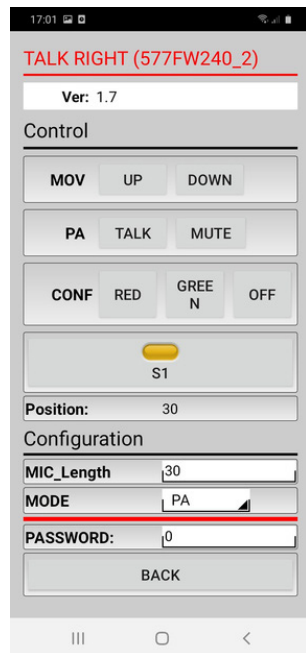 17:01
TALK RIGHT (577FW240_2)
Ver: 1.7
Control
MOV UP DOWN
PA TALK MUTE
CONF RED GREE
N OFF
S1
Position: 30
Configuration
MIC_Length 30
MODE PA
PASSWORD: 0
BACK